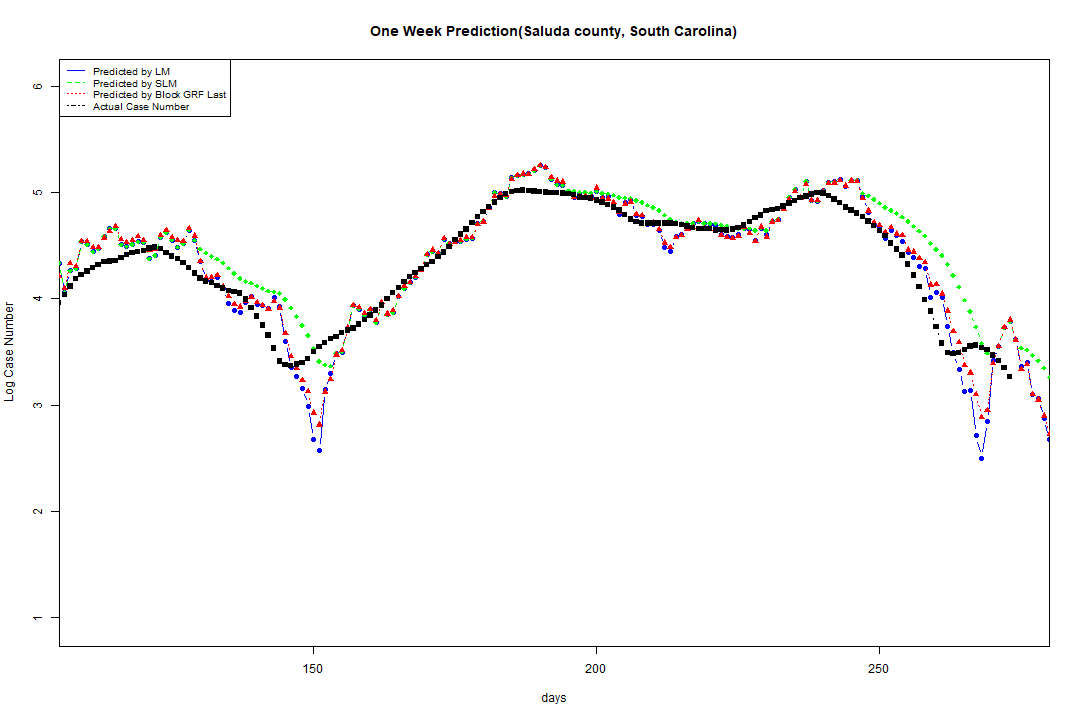 One Week Prediction(Saluda county, South Carolina)
Predicted by LM
Predicted by SLM
Predicted by Block GRF Last
Actual Case Number
6
5
4
3
2
1
Log Case Number
150 200 250
days